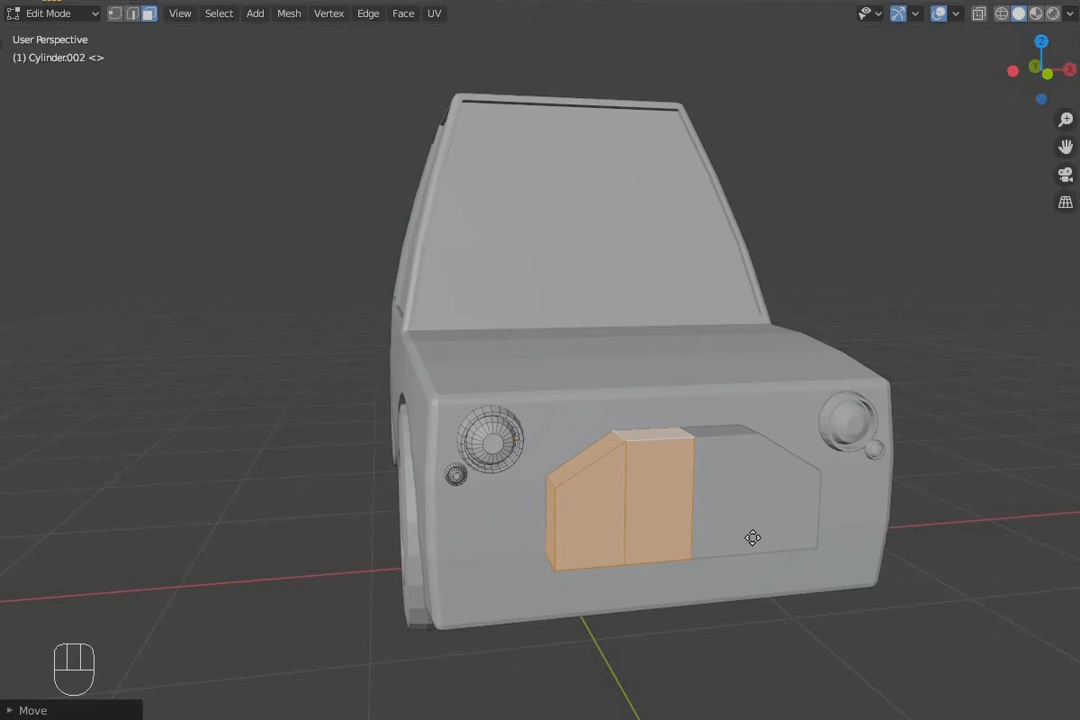 Edit Mode View Select Add Mesh Vertex Edge Face UV
User Perspective
(1) Cylinder.002 <>
Z
X
Y
Move